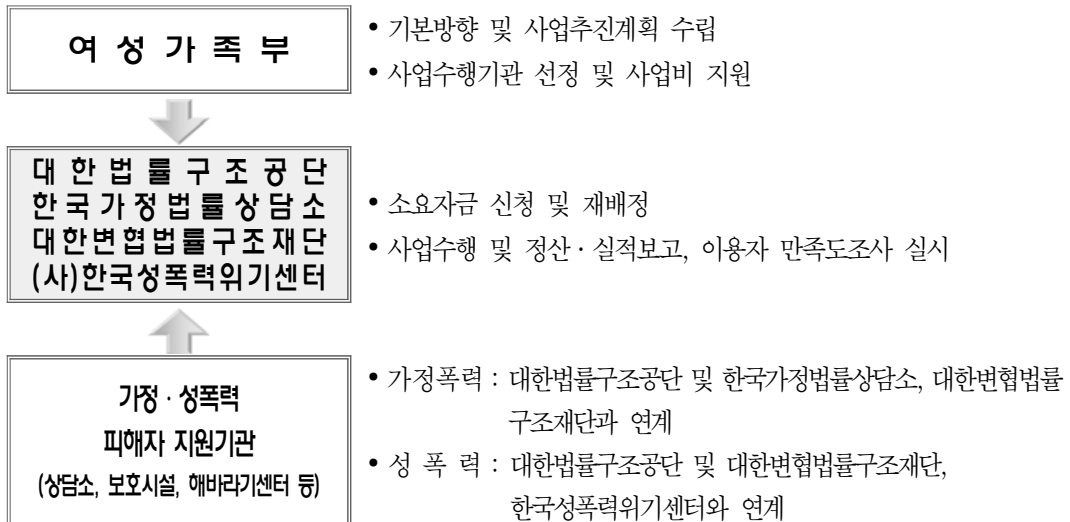 여 성 가 족 부
• 기본방향 및 사업추진계획 수립
• 사업수행기관 선정 및 사업비 지원
대 한 법 률 구 조 공 단
한 국 가 정 법 률 상 담 소
대한변협법률구조재단
(사)한국성폭력위기센터
• 소요자금 신청 및 재배정
• 사업수행 및 정산 · 실적보고, 이용자 만족도조사 실시
가정 · 성폭력
피해자 지원기관
(상담소, 보호시설, 해바라기센터 등)
• 가정폭력 : 대한법률구조공단 및 한국가정법률상담소, 대한변협법률
구조재단과 연계
• 성 폭 력 : 대한법률구조공단 및 대한변협법률구조재단,
한국성폭력위기센터와 연계